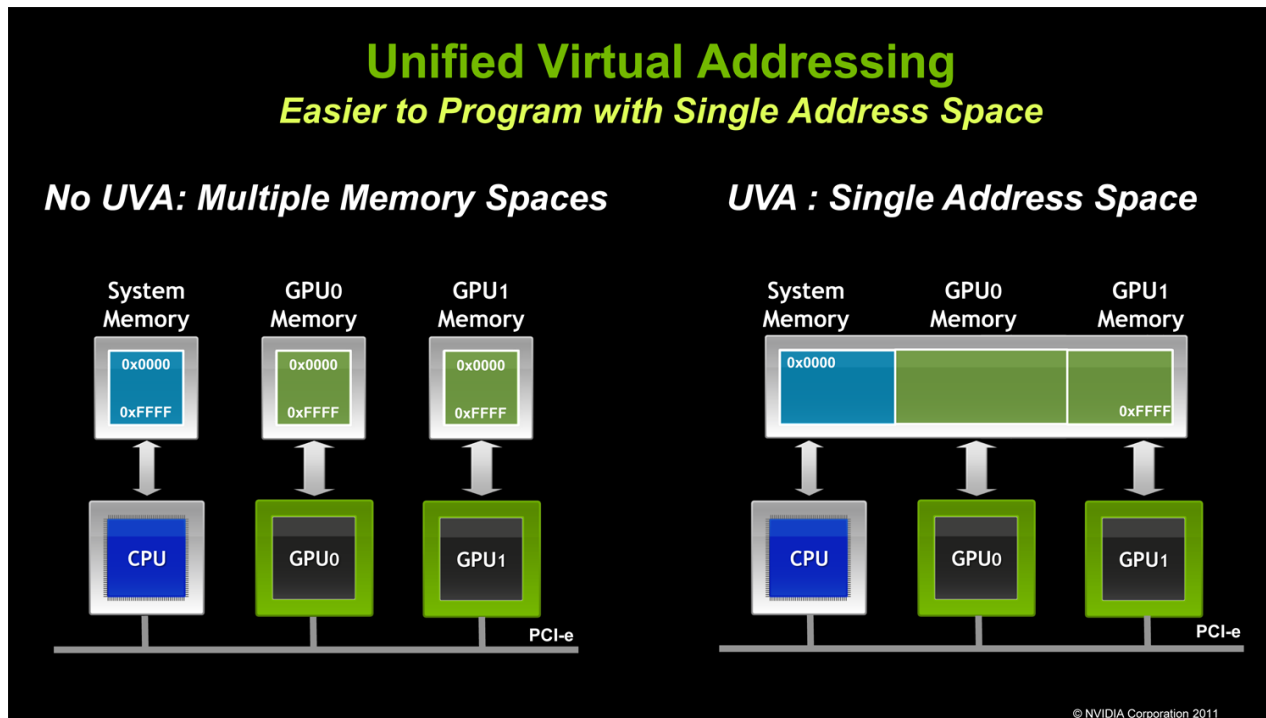 Unified Virtual Addressing
Easier to Program with Single Address Space
No UVA: Multiple Memory Spaces
System
Memory
GPU0
Memory
GPU1
Memory
0x0000
0xFFFF
0x0000
0xFFFF
0x0000
0xFFFF
CPU
GPU0
GPU1
PCI-e
UVA : Single Address Space
System
Memory
GPU0
Memory
GPU1
Memory
0x0000
0xFFFF
CPU
GPU0
GPU1
PCI-e
© NVIDIA Corporation 2011